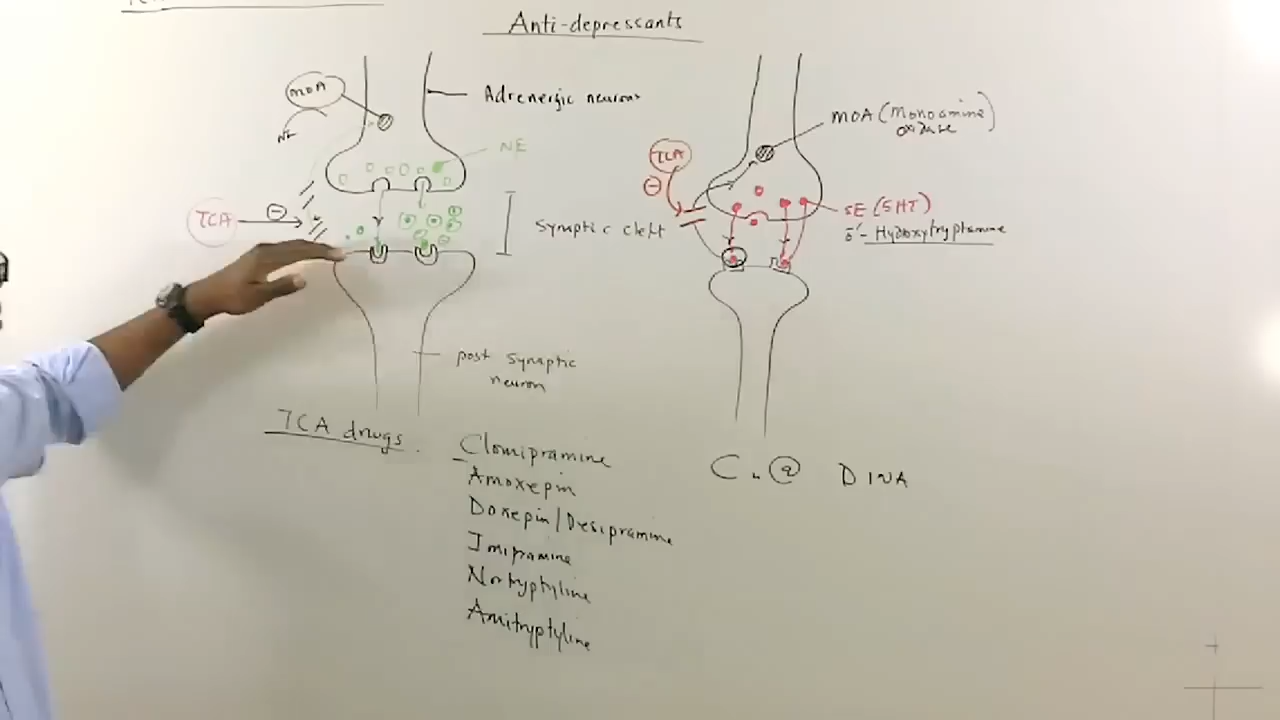 Anti-depressants
MOA
NE
Adrenergic neurons
NE
TCA
Synaptic cleft
post synaptic
neuron
MOA (Monoamine
oxidase)
TCA
SE (5HT)
5'- Hydroxytryptamine
TCA drugs
Clomipramine
Amoxepin
Doxepin/Desipramine
Imipramine
Nortryptyline
Amitryptyline
C @ DINA